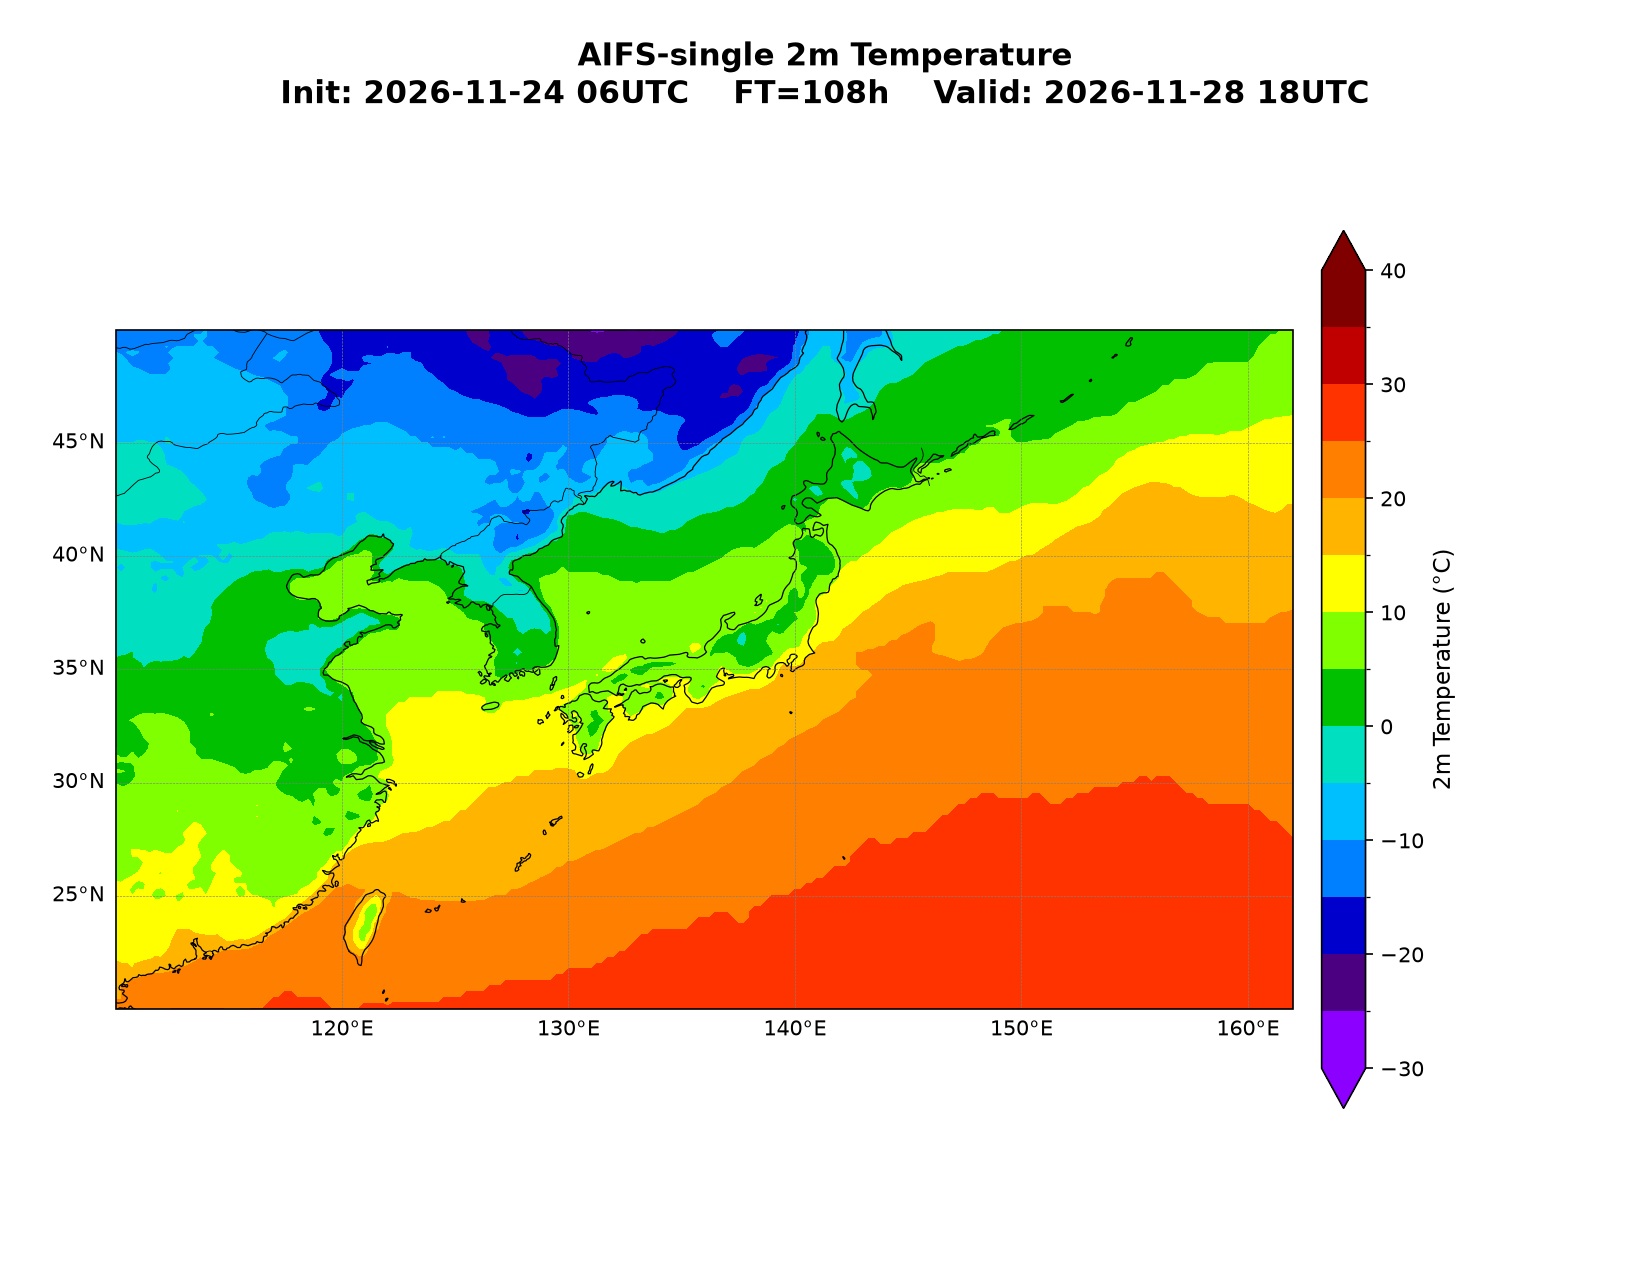 AIFS-single 2m Temperature
Init: 2026-11-24 06UTC    FT=108h    Valid: 2026-11-28 18UTC
45°N
40°N
35°N
30°N
25°N
120°E
130°E
140°E
150°E
160°E
40
30
20
10
0
−10
−20
−30
2m Temperature (°C)